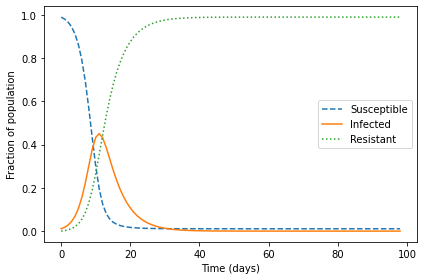 1.0
0.8
0.6
0.4
0.2
0.0
Fraction of population
Susceptible
Infected
Resistant
0 20 40 60 80 100
Time (days)